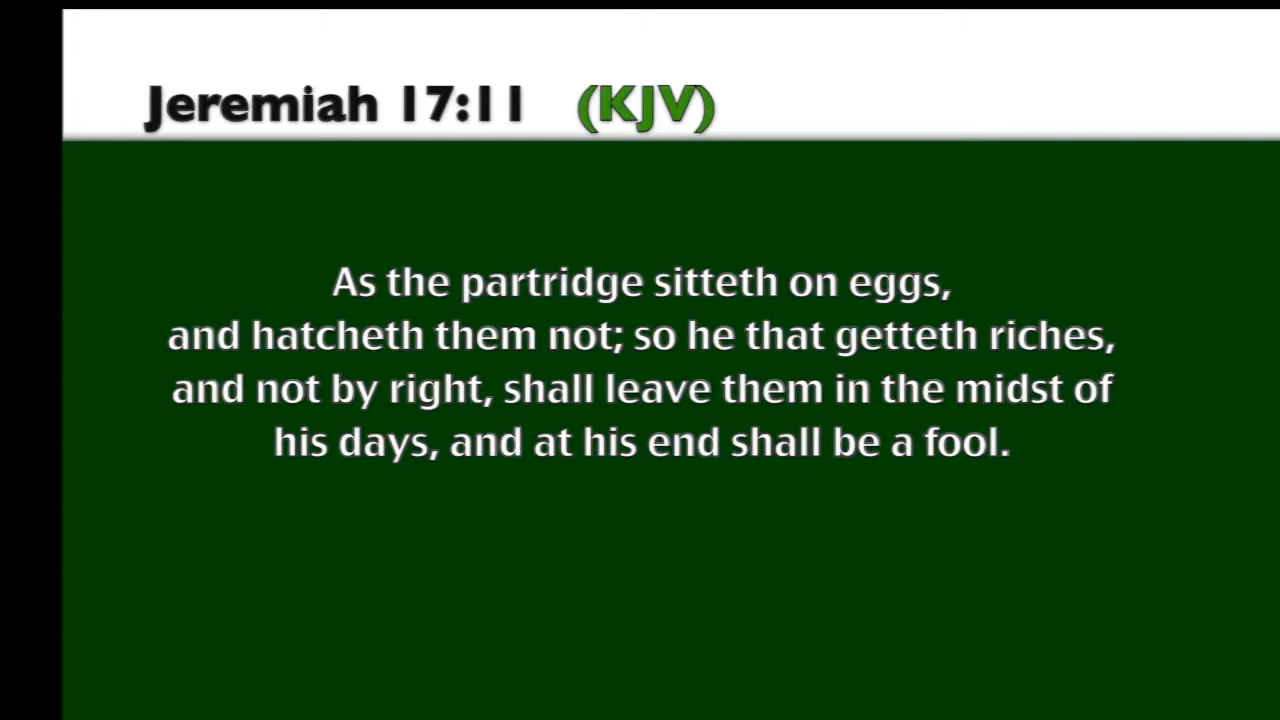 Jeremiah 17:11 (KJV)
As the partridge sitteth on eggs,
and hatcheth them not; so he that getteth riches,
and not by right, shall leave them in the midst of
his days, and at his end shall be a fool.